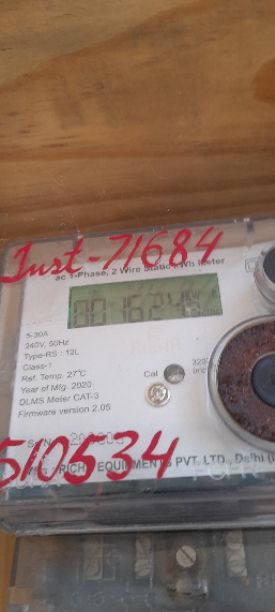 Inst-71684
ac 1-Phase, 2 Wire Static kWh Meter
5-30A
240V, 50Hz
Type-RS : 12L
Class-1
Ref. Temp. 27°C
Year of Mfg. 2020
DLMS Meter CAT-3
Firmware version 2.05
Cal
320
imp
510534
EQUIPMENTS PVT. LTD., Delhi